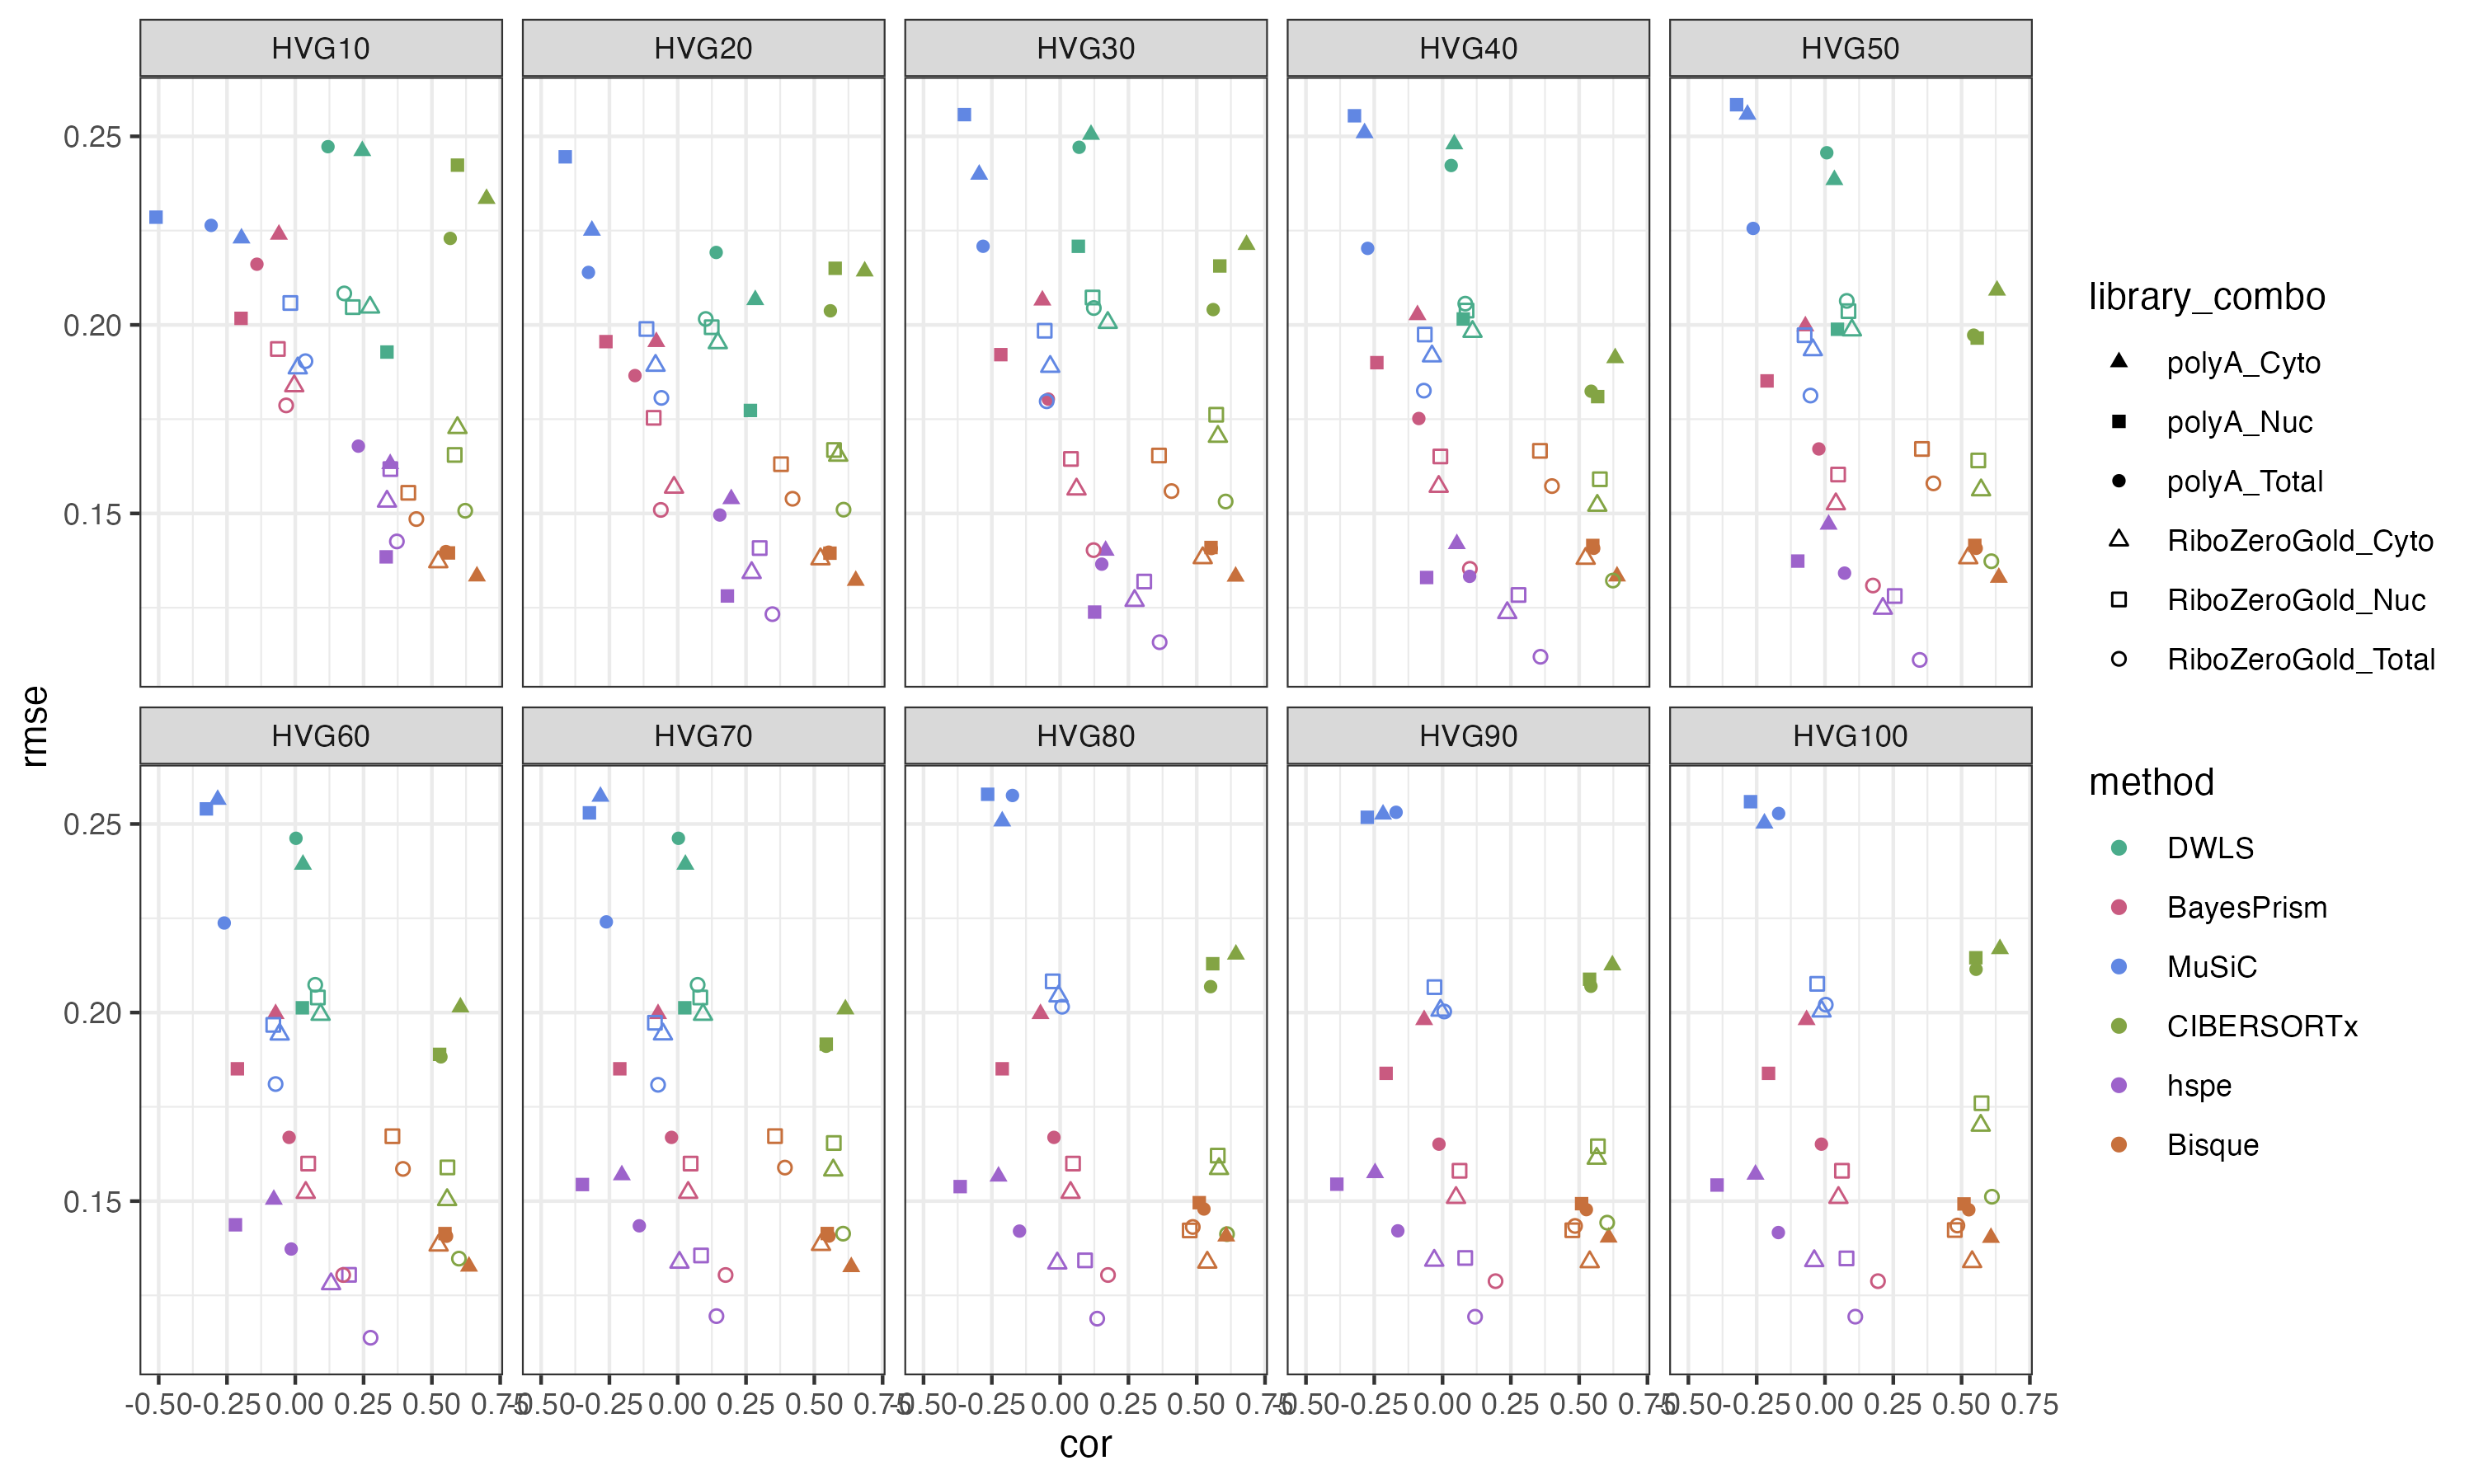 HVG10 HVG20 HVG30 HVG40 HVG50
0.25
0.20
0.15
HVG60 HVG70 HVG80 HVG90 HVG100
0.25
0.20
0.15
-0.50 -0.25 0.00 0.25 0.50 0.75 -0.50 -0.25 0.00 0.25 0.50 0.75 -0.50 -0.25 0.00 0.25 0.50 0.75 -0.50 -0.25 0.00 0.25 0.50 0.75 -0.50 -0.25 0.00 0.25 0.50 0.75
cor
rmse
library_combo
polyA_Cyto
polyA_Nuc
polyA_Total
RiboZeroGold_Cyto
RiboZeroGold_Nuc
RiboZeroGold_Total
method
DWLS
BayesPrism
MuSiC
CIBERSORTx
hspe
Bisque